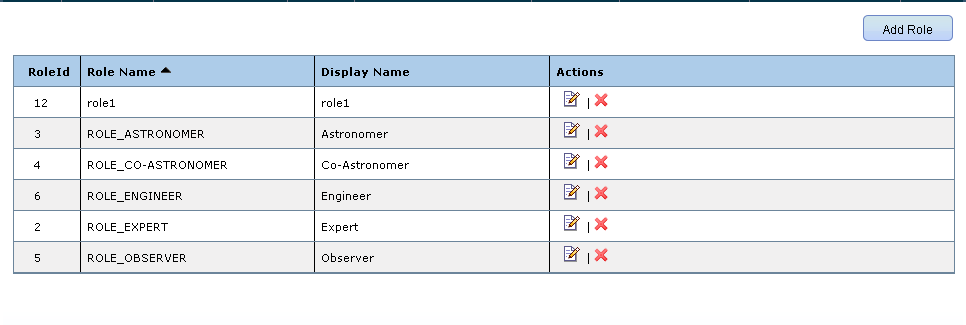 Add Role
RoleId Role Name Display Name Actions
12 role1 role1 |
3 ROLE_ASTRONOMER Astronomer |
4 ROLE_CO-ASTRONOMER Co-Astronomer |
6 ROLE_ENGINEER Engineer |
2 ROLE_EXPERT Expert |
5 ROLE_OBSERVER Observer |